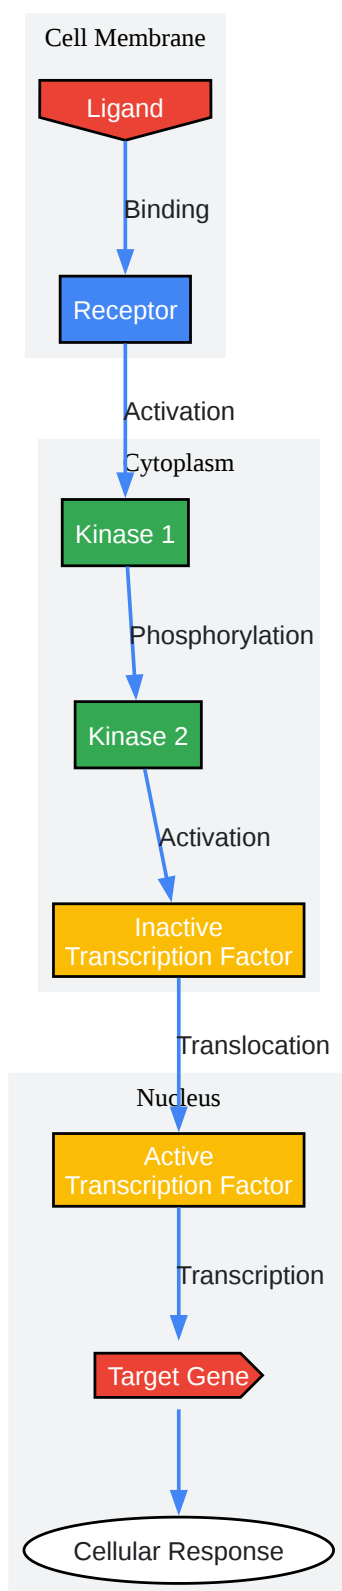 Cell Membrane
Ligand
Binding
Receptor
Activation
Cytoplasm
Kinase 1
Phosphorylation
Kinase 2
Activation
Inactive
Transcription Factor
Translocation
Nucleus
Active
Transcription Factor
Transcription
Target Gene
Cellular Response